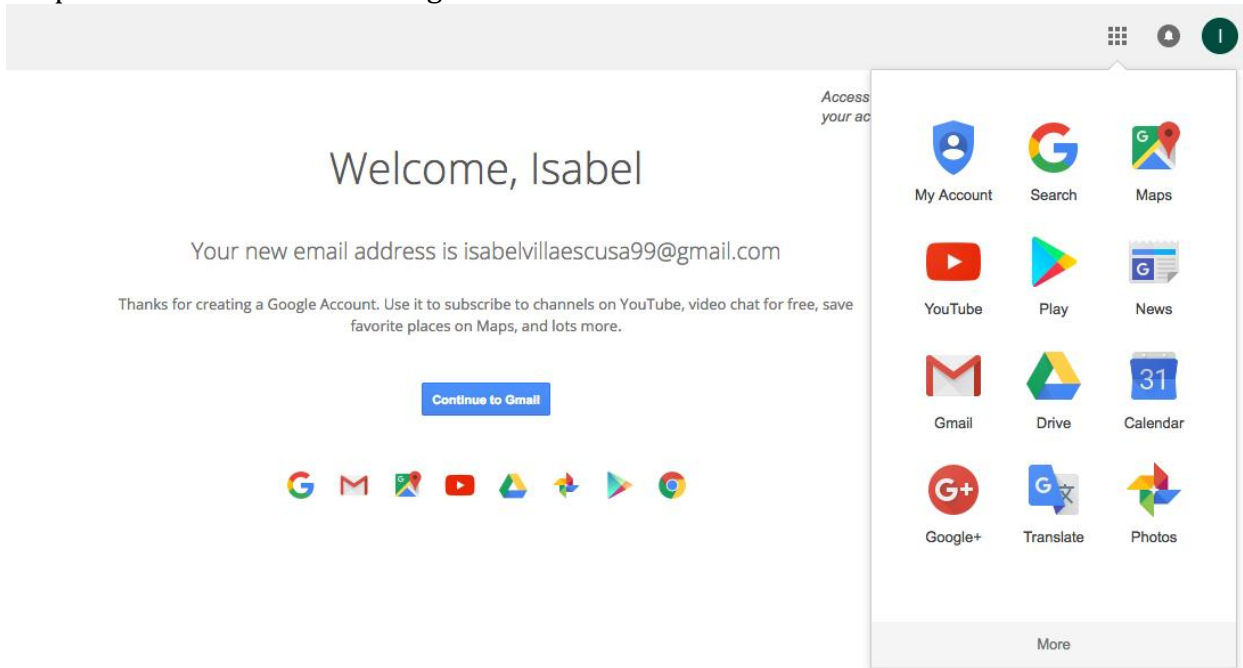 I
Access
your ac
Welcome, Isabel
Your new email address is isabelvillaescusa99@gmail.com
Thanks for creating a Google Account. Use it to subscribe to channels on YouTube, video chat for free, save
favorite places on Maps, and lots more.
Continue to Gmail
My Account Search Maps
YouTube Play News
31
Gmail Drive Calendar
G+
Google+ Translate Photos
More